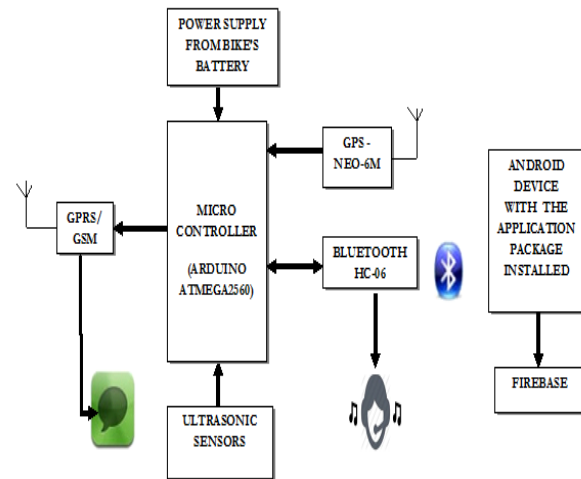 POWER SUPPLY
FROM BIKE'S
BATTERY
GPS -
NEO-6M
ANDROID
DEVICE
WITH THE
APPLICATION
PACKAGE
INSTALLED
GPRS/
GSM
MICRO
CONTROLLER
(ARDUINO
ATMEGA2560)
BLUETOOTH
HC-06
FIREBASE
ULTRASONIC
SENSORS